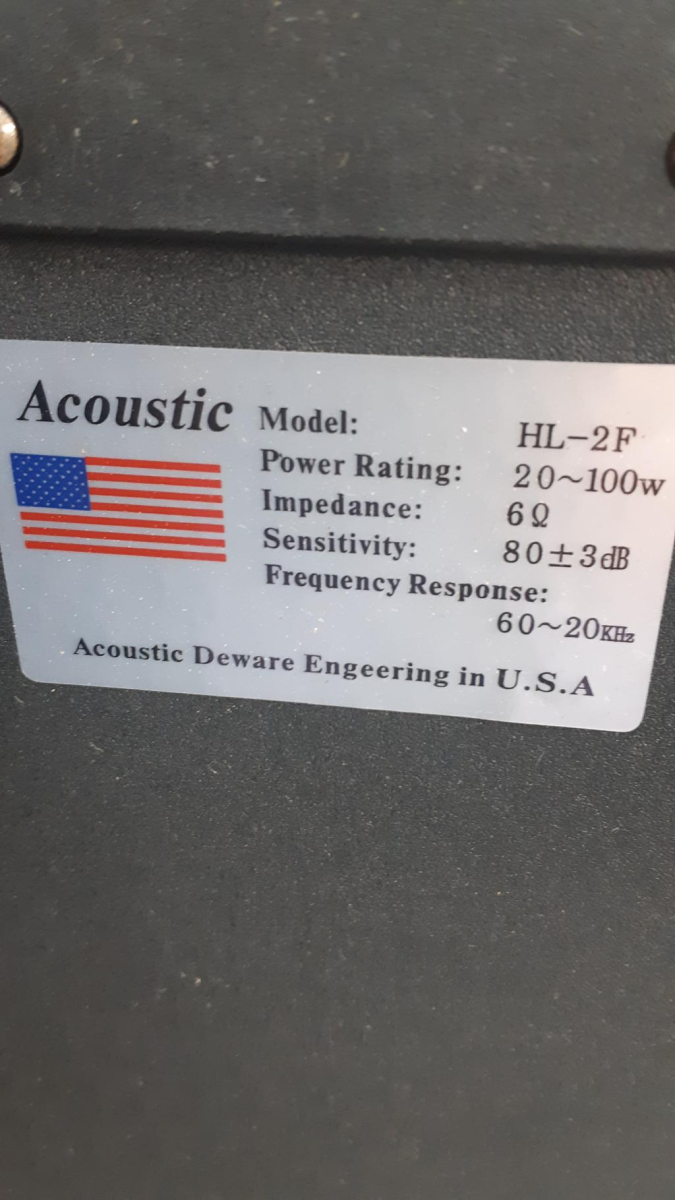 Acoustic
Model: HL-2F
Power Rating: 20~100w
Impedance: 6Ω
Sensitivity: 80±3dB
Frequency Response:
60~20KHz
Acoustic Deware Engeering in U.S.A